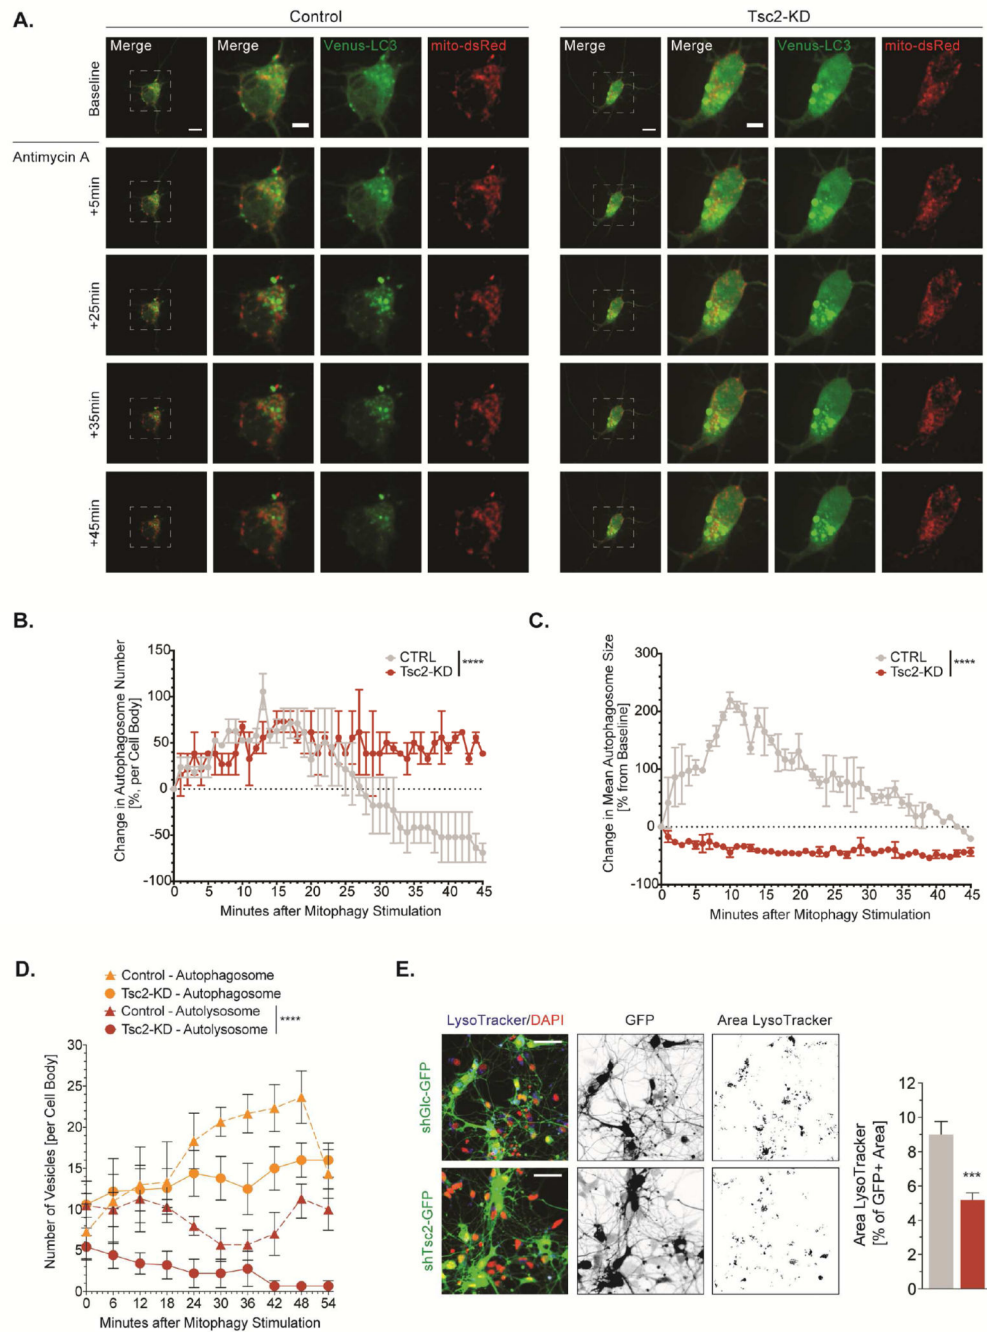 A.
Control
Tsc2-KD
Merge Merge Venus-LC3 mito-dsRed Merge Merge Venus-LC3 mito-dsRed
Baseline
Antimycin A
+5min
+25min
+35min
+45min
B.
Change in Autophagosome Number
[%, per Cell Body]
150
100
50
0
-50
-100
CTRL
Tsc2-KD
****
0 5 10 15 20 25 30 35 40 45
Minutes after Mitophagy Stimulation
C.
Change in Mean Autophagosome Size
[% from Baseline]
300
200
100
0
-100
CTRL
Tsc2-KD
****
0 5 10 15 20 25 30 35 40 45
Minutes after Mitophagy Stimulation
D.
Control - Autophagosome
Tsc2-KD - Autophagosome
Control - Autolysosome
Tsc2-KD - Autolysosome
****
Number of Vesicles [per Cell Body]
30
25
20
15
10
5
0
0 6 12 18 24 30 36 42 48 54
Minutes after Mitophagy Stimulation
E.
LysoTracker/DAPI GFP Area LysoTracker
shGlc-GFP
shTsc2-GFP
Area LysoTracker
[% of GFP+ Area]
12
10
8
6
4
2
0
***